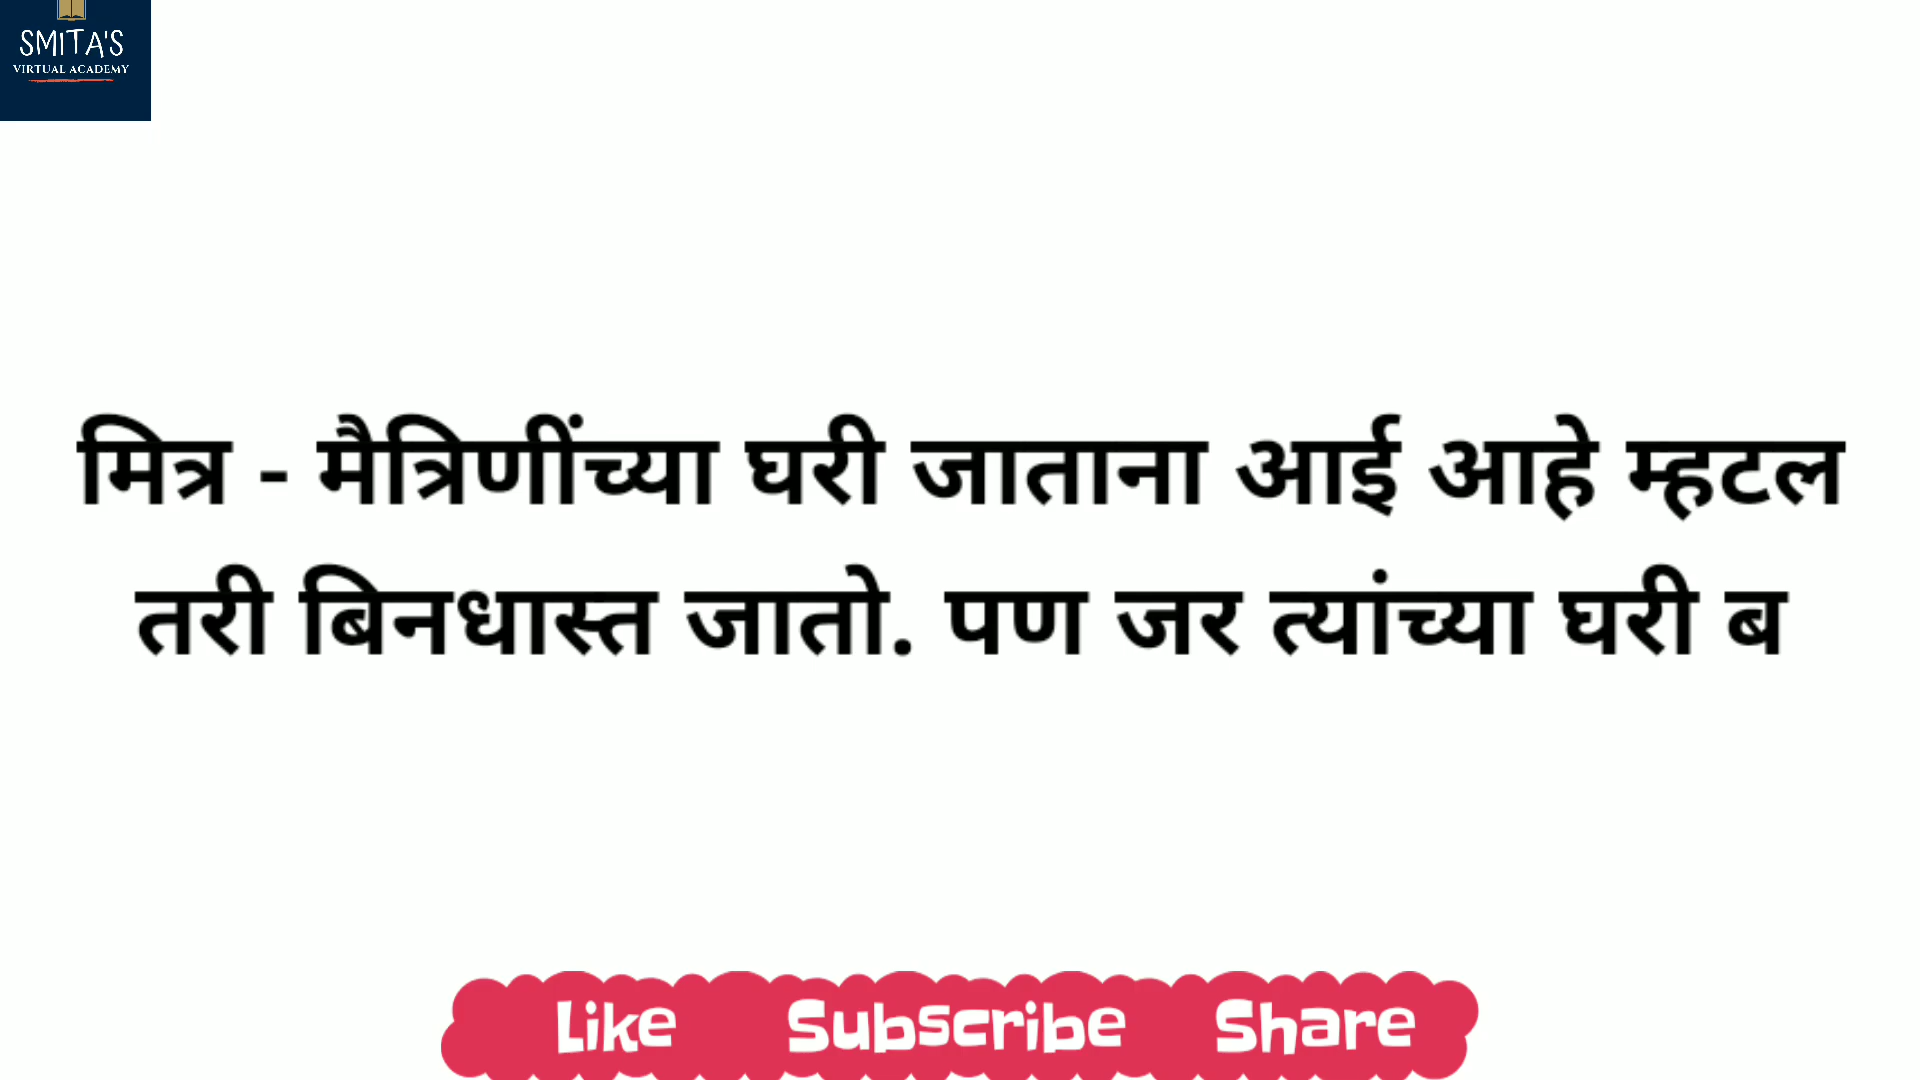 SMITA'S
VIRTUAL ACADEMY
मित्र - मैत्रिणींच्या घरी जाताना आई आहे म्हटल
तरी बिनधास्त जातो. पण जर त्यांच्या घरी ब
Like Subscribe Share